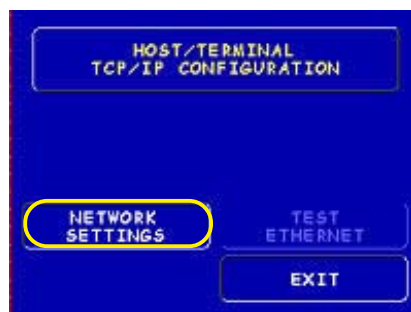 HOST/TERMINAL
TCP/IP CONFIGURATION
NETWORK
SETTINGS
TEST
ETHERNET
EXIT